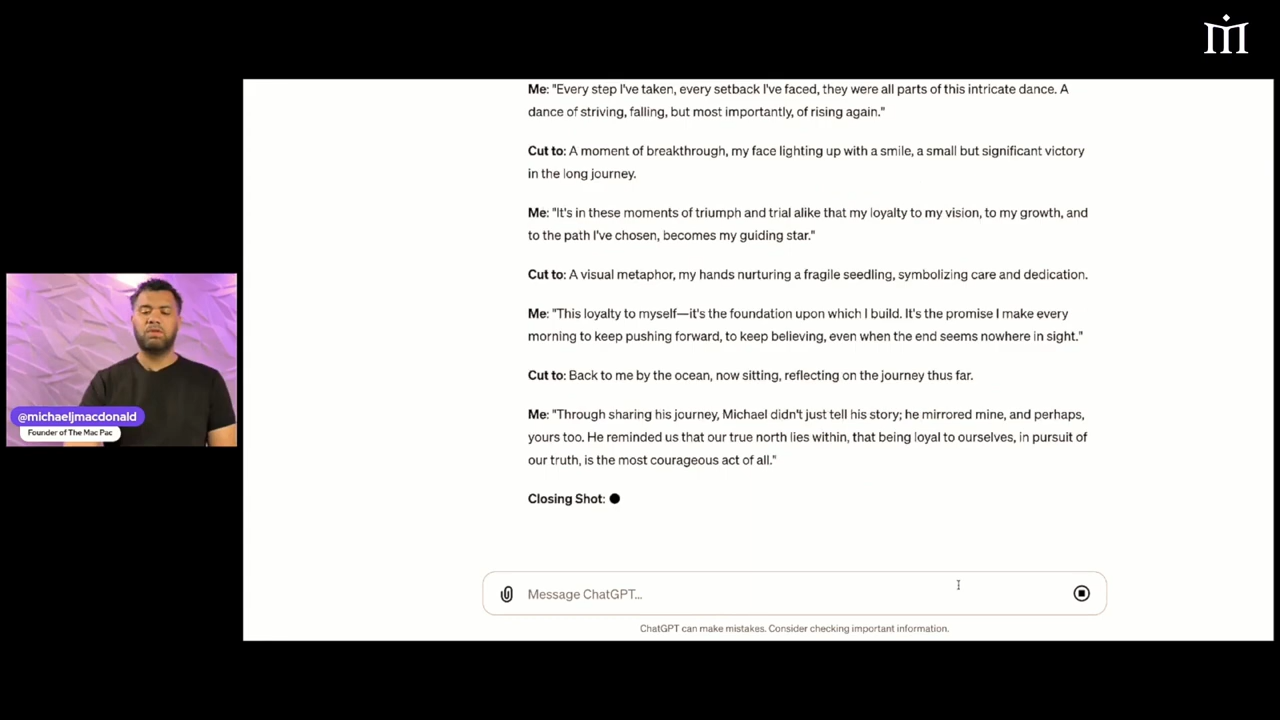 Me: "Every step I've taken, every setback I've faced, they were all parts of this intricate dance. A
dance of striving, falling, but most importantly, of rising again."
Cut to: A moment of breakthrough, my face lighting up with a smile, a small but significant victory
in the long journey.
Me: "It's in these moments of triumph and trial alike that my loyalty to my vision, to my growth, and
to the path I've chosen, becomes my guiding star."
Cut to: A visual metaphor, my hands nurturing a fragile seedling, symbolizing care and dedication.
Me: "This loyalty to myself—it's the foundation upon which I build. It's the promise I make every
morning to keep pushing forward, to keep believing, even when the end seems nowhere in sight."
Cut to: Back to me by the ocean, now sitting, reflecting on the journey thus far.
Me: "Through sharing his journey, Michael didn't just tell his story; he mirrored mine, and perhaps,
yours too. He reminded us that our true north lies within, that being loyal to ourselves, in pursuit of
our truth, is the most courageous act of all."
Closing Shot:
@michaeljmacdonald
Founder of The Mac Pac
Message ChatGPT...
ChatGPT can make mistakes. Consider checking important information.